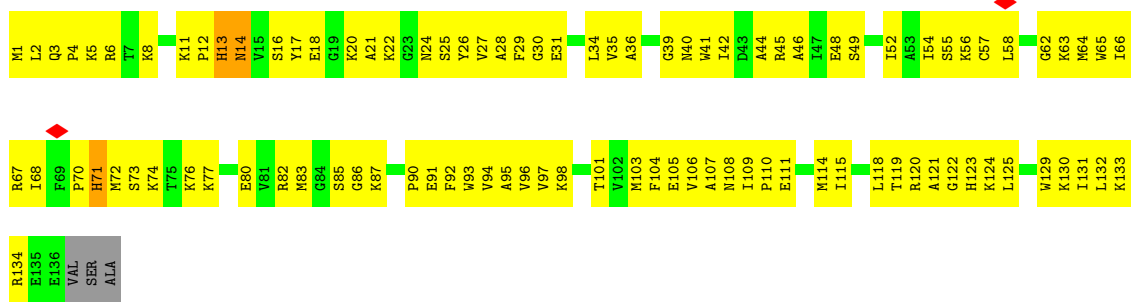 M1 L2 Q3 P4 K5 R6 T7 K8 K11 P12 H13 N14 V15 S16 Y17 E18 G19 K20 A21 K22 G23 N24 S25 Y26 V27 A28 F29 G30 E31 L34 V35 A36 G39 N40 W41 I42 D43 A44 R45 A46 I47 E48 S49 I52 A53 I54 S55 K56 C57 L58 G62 K63 M64 W65 I66
R67 I68 F69 P70 H71 M72 S73 K74 T75 K76 K77 E80 V81 R82 M83 G84 S85 G86 K87 P90 E91 F92 W93 V94 A95 V96 V97 K98 T101 V102 M103 F104 E105 V106 A107 N108 I109 P110 E111 M114 I115 L118 T119 R120 A121 G122 H123 K124 L125 W129 K130 I131 L132 K133
R134 E135 E136 VAL SER ALA